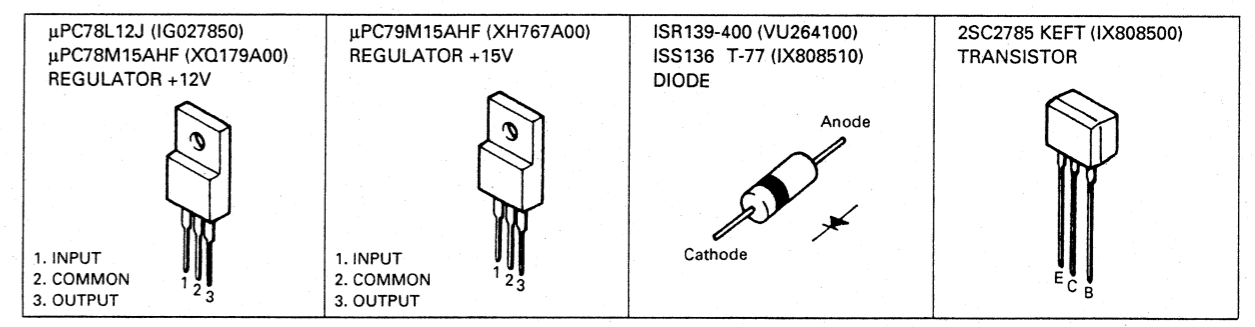 µPC78L12J (IG027850)
µPC78M15AHF (XQ179A00)
REGULATOR +12V
1. INPUT
2. COMMON
3. OUTPUT
1
2
3
µPC79M15AHF (XH767A00)
REGULATOR +15V
1. INPUT
2. COMMON
3. OUTPUT
1
2
3
ISR139-400 (VU264100)
ISS136 T-77 (IX808510)
DIODE
Anode
Cathode
2SC2785 KEFT (IX808500)
TRANSISTOR
E
C
B